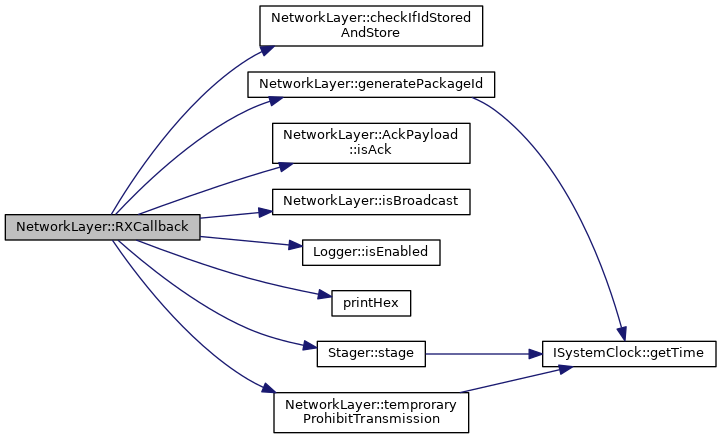 NetworkLayer::checkIfIdStored
AndStore
NetworkLayer::generatePackageId
NetworkLayer::AckPayload
::isAck
NetworkLayer::isBroadcast
NetworkLayer::RXCallback
Logger::isEnabled
printHex
Stager::stage
ISystemClock::getTime
NetworkLayer::temprorary
ProhibitTransmission